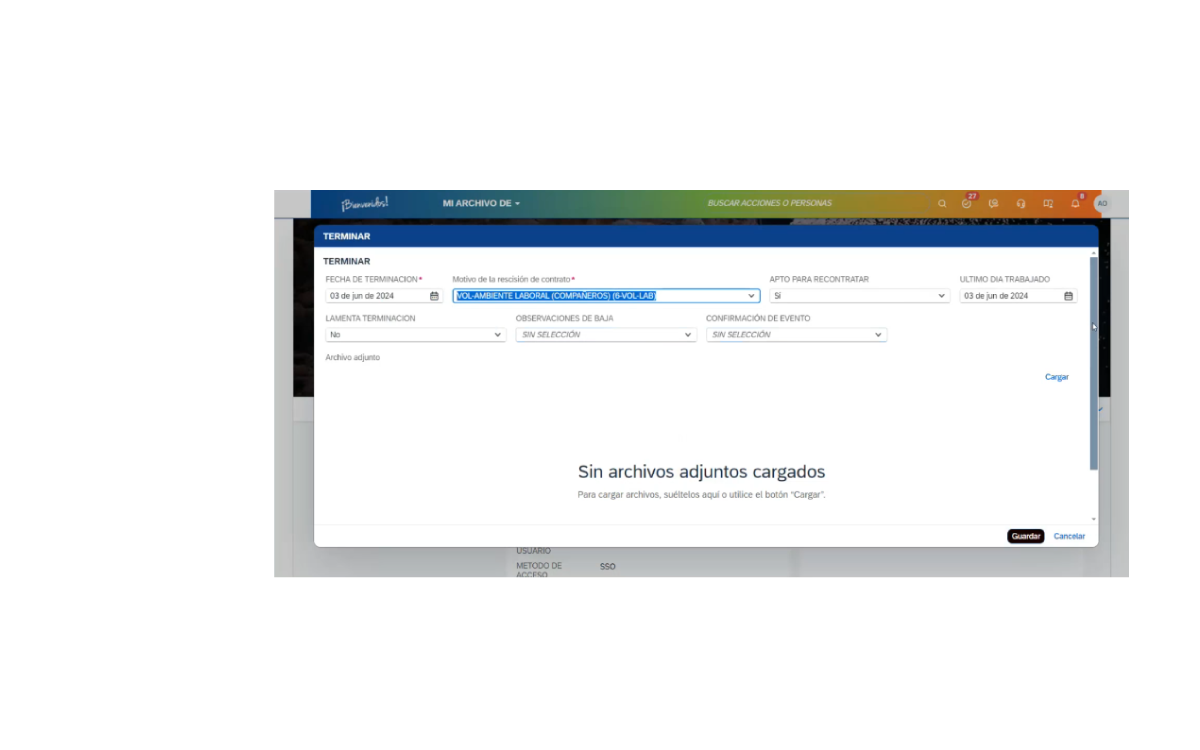 ¡Bienvenidos!
MI ARCHIVO DE
BUSCAR ACCIONES O PERSONAS
27
8
AO
TERMINAR
TERMINAR
FECHA DE TERMINACION*
Motivo de la rescisión de contrato*
APTO PARA RECONTRATAR
ULTIMO DIA TRABAJADO
03 de jun de 2024
VOL-AMBIENTE LABORAL (COMPAÑEROS) (6-VOL-LAB)
Sí
03 de jun de 2024
LAMENTA TERMINACION
OBSERVACIONES DE BAJA
CONFIRMACIÓN DE EVENTO
No
SIN SELECCIÓN
SIN SELECCIÓN
Archivo adjunto
Cargar
Sin archivos adjuntos cargados
Para cargar archivos, suéltelos aquí o utilice el botón "Cargar".
Guardar
Cancelar
USUARIO
METODO DE
ACCESO
SSO